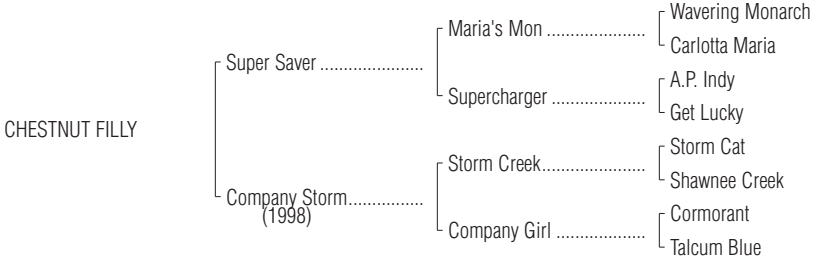 Wavering Monarch
Maria's Mon ......................
Carlotta Maria
Super Saver .......................
A.P. Indy
Supercharger .....................
Get Lucky
CHESTNUT FILLY
Storm Cat
Storm Creek.......................
Shawnee Creek
Company Storm.................
(1998)
Cormorant
Company Girl ....................
Talcum Blue